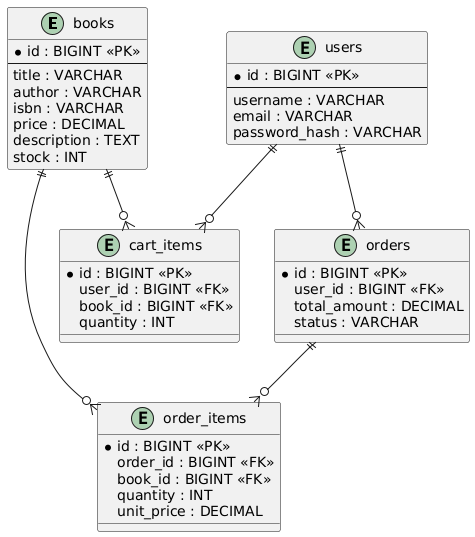 E books
* id : BIGINT «PK»
title : VARCHAR
author : VARCHAR
isbn : VARCHAR
price : DECIMAL
description : TEXT
stock : INT
E users
* id : BIGINT «PK»
username : VARCHAR
email : VARCHAR
password_hash : VARCHAR
E cart_items
* id : BIGINT «PK»
user_id : BIGINT «FK»
book_id : BIGINT «FK»
quantity : INT
E orders
* id : BIGINT «PK»
user_id : BIGINT «FK»
total_amount : DECIMAL
status : VARCHAR
E order_items
* id : BIGINT «PK»
order_id : BIGINT «FK»
book_id : BIGINT «FK»
quantity : INT
unit_price : DECIMAL